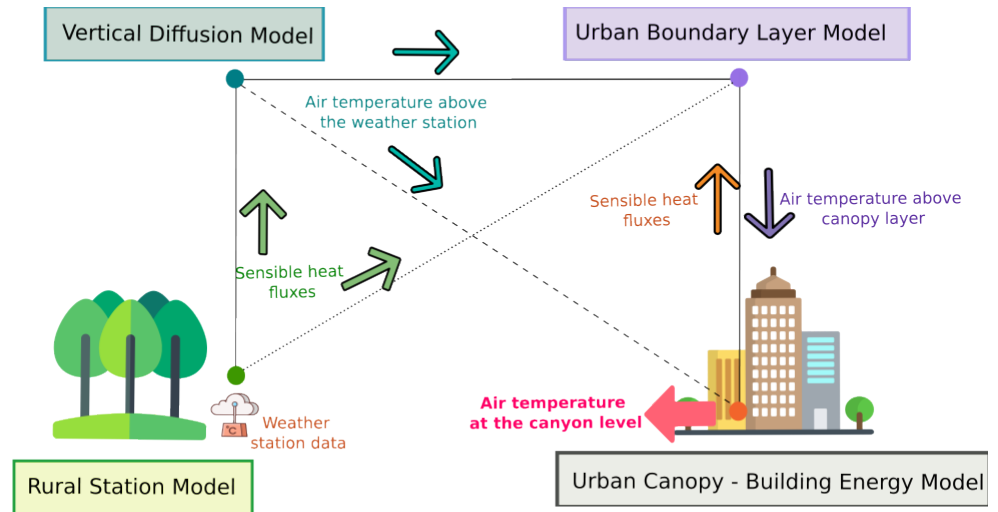 Vertical Diffusion Model
Urban Boundary Layer Model
Air temperature above
the weather station
Sensible heat
fluxes
Air temperature above
canopy layer
Sensible heat
fluxes
Air temperature
at the canyon level
°C
Weather
station data
Rural Station Model
Urban Canopy - Building Energy Model